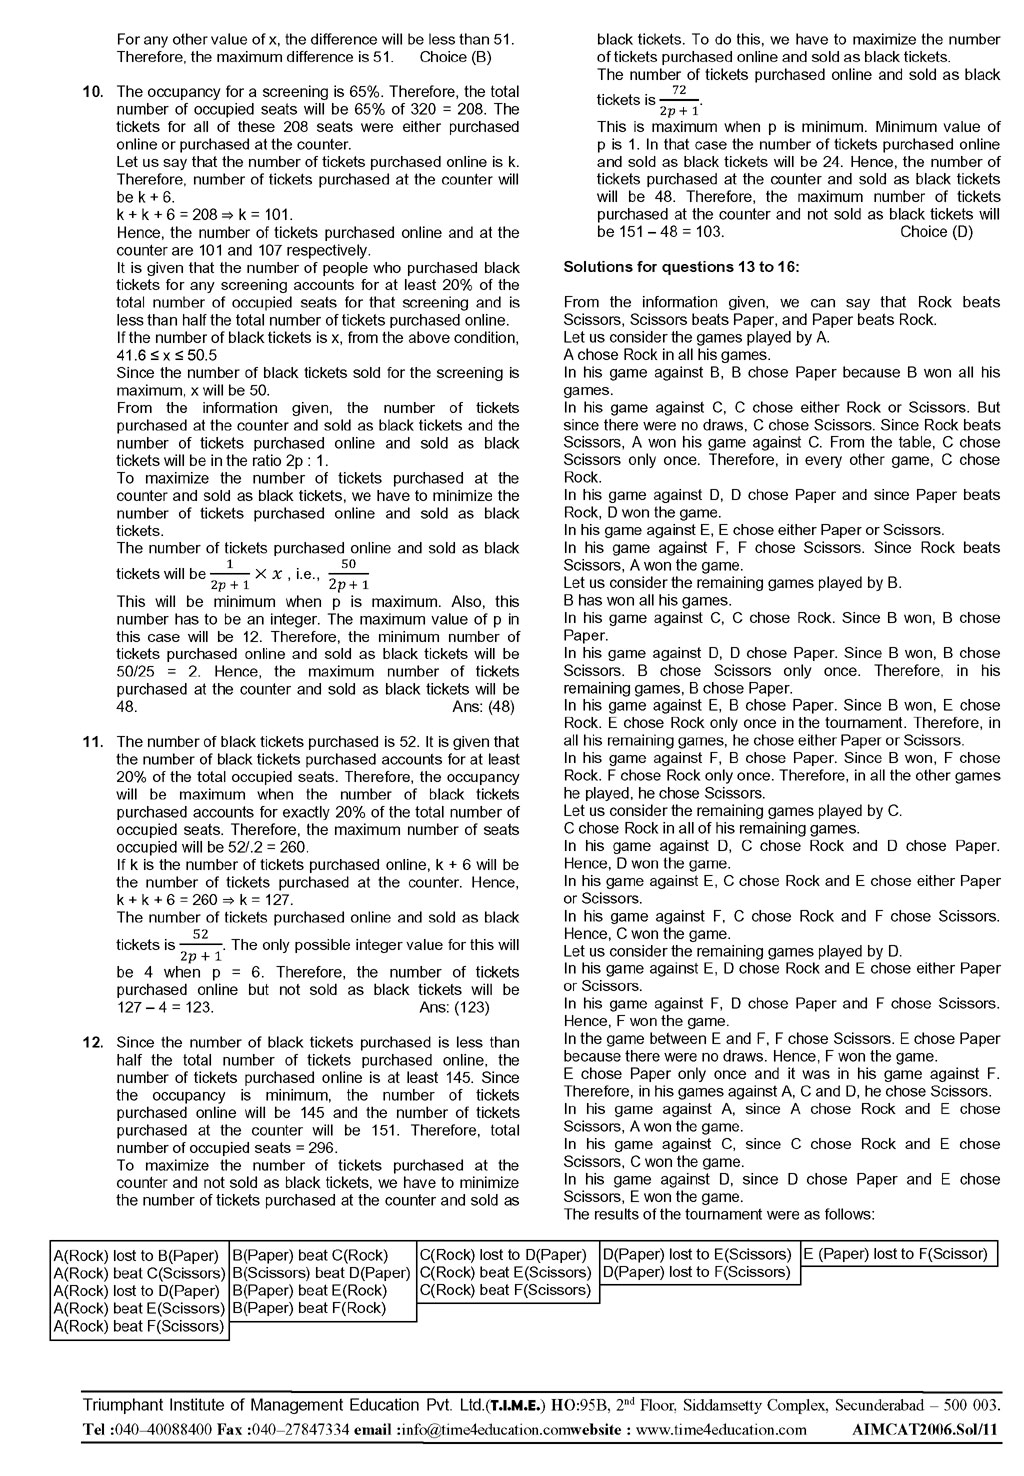 For any other value of x, the difference will be less than 51.
Therefore, the maximum difference is 51. Choice (B)
10. The occupancy for a screening is 65%. Therefore, the total
number of occupied seats will be 65% of 320 = 208. The
tickets for all of these 208 seats were either purchased
online or purchased at the counter.
Let us say that the number of tickets purchased online is k.
Therefore, number of tickets purchased at the counter will
be k + 6.
k + k + 6 = 208 ⇒ k = 101.
Hence, the number of tickets purchased online and at the
counter are 101 and 107 respectively.
It is given that the number of people who purchased black
tickets for any screening accounts for at least 20% of the
total number of occupied seats for that screening and is
less than half the total number of tickets purchased online.
If the number of black tickets is x, from the above condition,
41.6 ≤ x ≤ 50.5
Since the number of black tickets sold for the screening is
maximum, x will be 50.
From the information given, the number of tickets
purchased at the counter and sold as black tickets and the
number of tickets purchased online and sold as black
tickets will be in the ratio 2p : 1.
To maximize the number of tickets purchased at the
counter and sold as black tickets, we have to minimize the
number of tickets purchased online and sold as black
tickets.
The number of tickets purchased online and sold as black
tickets will be 1/(2p + 1) × x , i.e., 50/(2p + 1)
This will be minimum when p is maximum. Also, this
number has to be an integer. The maximum value of p in
this case will be 12. Therefore, the minimum number of
tickets purchased online and sold as black tickets will be
50/25 = 2. Hence, the maximum number of tickets
purchased at the counter and sold as black tickets will be
48. Ans: (48)
11. The number of black tickets purchased is 52. It is given that
the number of black tickets purchased accounts for at least
20% of the total occupied seats. Therefore, the occupancy
will be maximum when the number of black tickets
purchased accounts for exactly 20% of the total number of
occupied seats. Therefore, the maximum number of seats
occupied will be 52/.2 = 260.
If k is the number of tickets purchased online, k + 6 will be
the number of tickets purchased at the counter. Hence,
k + k + 6 = 260 ⇒ k = 127.
The number of tickets purchased online and sold as black
tickets is 52/(2p + 1). The only possible integer value for this will
be 4 when p = 6. Therefore, the number of tickets
purchased online but not sold as black tickets will be
127 – 4 = 123. Ans: (123)
12. Since the number of black tickets purchased is less than
half the total number of tickets purchased online, the
number of tickets purchased online is at least 145. Since
the occupancy is minimum, the number of tickets
purchased online will be 145 and the number of tickets
purchased at the counter will be 151. Therefore, total
number of occupied seats = 296.
To maximize the number of tickets purchased at the
counter and not sold as black tickets, we have to minimize
the number of tickets purchased at the counter and sold as
black tickets. To do this, we have to maximize the number
of tickets purchased online and sold as black tickets.
The number of tickets purchased online and sold as black
tickets is 72/(2p + 1).
This is maximum when p is minimum. Minimum value of
p is 1. In that case the number of tickets purchased online
and sold as black tickets will be 24. Hence, the number of
tickets purchased at the counter and sold as black tickets
will be 48. Therefore, the maximum number of tickets
purchased at the counter and not sold as black tickets will
be 151 – 48 = 103. Choice (D)
Solutions for questions 13 to 16:
From the information given, we can say that Rock beats
Scissors, Scissors beats Paper, and Paper beats Rock.
Let us consider the games played by A.
A chose Rock in all his games.
In his game against B, B chose Paper because B won all his
games.
In his game against C, C chose either Rock or Scissors. But
since there were no draws, C chose Scissors. Since Rock beats
Scissors, A won his game against C. From the table, C chose
Scissors only once. Therefore, in every other game, C chose
Rock.
In his game against D, D chose Paper and since Paper beats
Rock, D won the game.
In his game against E, E chose either Paper or Scissors.
In his game against F, F chose Scissors. Since Rock beats
Scissors, A won the game.
Let us consider the remaining games played by B.
B has won all his games.
In his game against C, C chose Rock. Since B won, B chose
Paper.
In his game against D, D chose Paper. Since B won, B chose
Scissors. B chose Scissors only once. Therefore, in his
remaining games, B chose Paper.
In his game against E, B chose Paper. Since B won, E chose
Rock. E chose Rock only once in the tournament. Therefore, in
all his remaining games, he chose either Paper or Scissors.
In his game against F, B chose Paper. Since B won, F chose
Rock. F chose Rock only once. Therefore, in all the other games
he played, he chose Scissors.
Let us consider the remaining games played by C.
C chose Rock in all of his remaining games.
In his game against D, C chose Rock and D chose Paper.
Hence, D won the game.
In his game against E, C chose Rock and E chose either Paper
or Scissors.
In his game against F, C chose Rock and F chose Scissors.
Hence, C won the game.
Let us consider the remaining games played by D.
In his game against E, D chose Rock and E chose either Paper
or Scissors.
In his game against F, D chose Paper and F chose Scissors.
Hence, F won the game.
In the game between E and F, F chose Scissors. E chose Paper
because there were no draws. Hence, F won the game.
E chose Paper only once and it was in his game against F.
Therefore, in his games against A, C and D, he chose Scissors.
In his game against A, since A chose Rock and E chose
Scissors, A won the game.
In his game against C, since C chose Rock and E chose
Scissors, C won the game.
In his game against D, since D chose Paper and E chose
Scissors, E won the game.
The results of the tournament were as follows:
A(Rock) lost to B(Paper) B(Paper) beat C(Rock) C(Rock) lost to D(Paper) D(Paper) lost to E(Scissors) E (Paper) lost to F(Scissor)
A(Rock) beat C(Scissors) B(Scissors) beat D(Paper) C(Rock) beat E(Scissors) D(Paper) lost to F(Scissors)
A(Rock) lost to D(Paper) B(Paper) beat E(Rock) C(Rock) beat F(Scissors)
A(Rock) beat E(Scissors) B(Paper) beat F(Rock)
A(Rock) beat F(Scissors)
Triumphant Institute of Management Education Pvt. Ltd.(T.I.M.E.) HO:95B, 2nd Floor, Siddamsetty Complex, Secunderabad – 500 003.
Tel :040–40088400 Fax :040–27847334 email :info@time4education.comwebsite : www.time4education.com AIMCAT2006.Sol/11